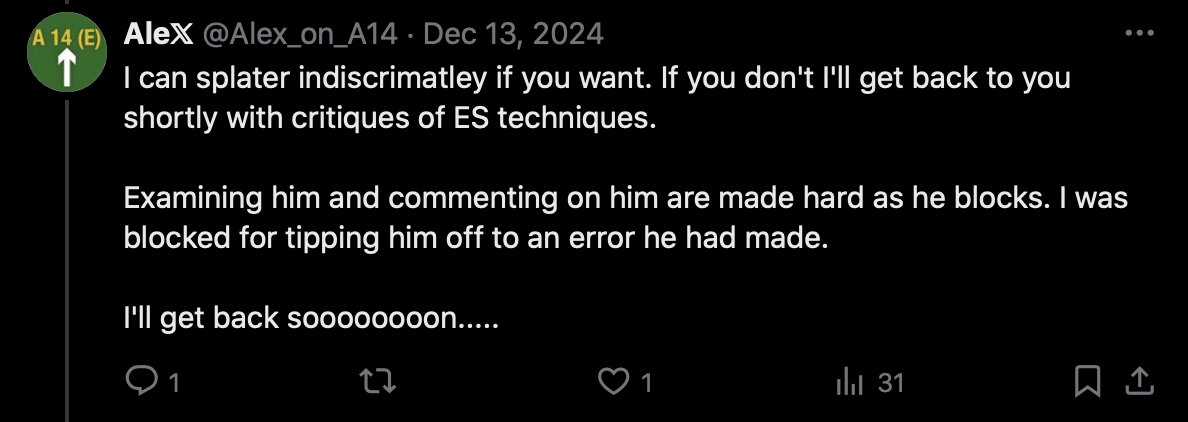 A 14 (E)
Ale𝕏 @Alex_on_A14 · Dec 13, 2024
I can splater indiscrimatley if you want. If you don't I'll get back to you
shortly with critiques of ES techniques.
Examining him and commenting on him are made hard as he blocks. I was
blocked for tipping him off to an error he had made.
I'll get back soooooooon.....
1 1 31